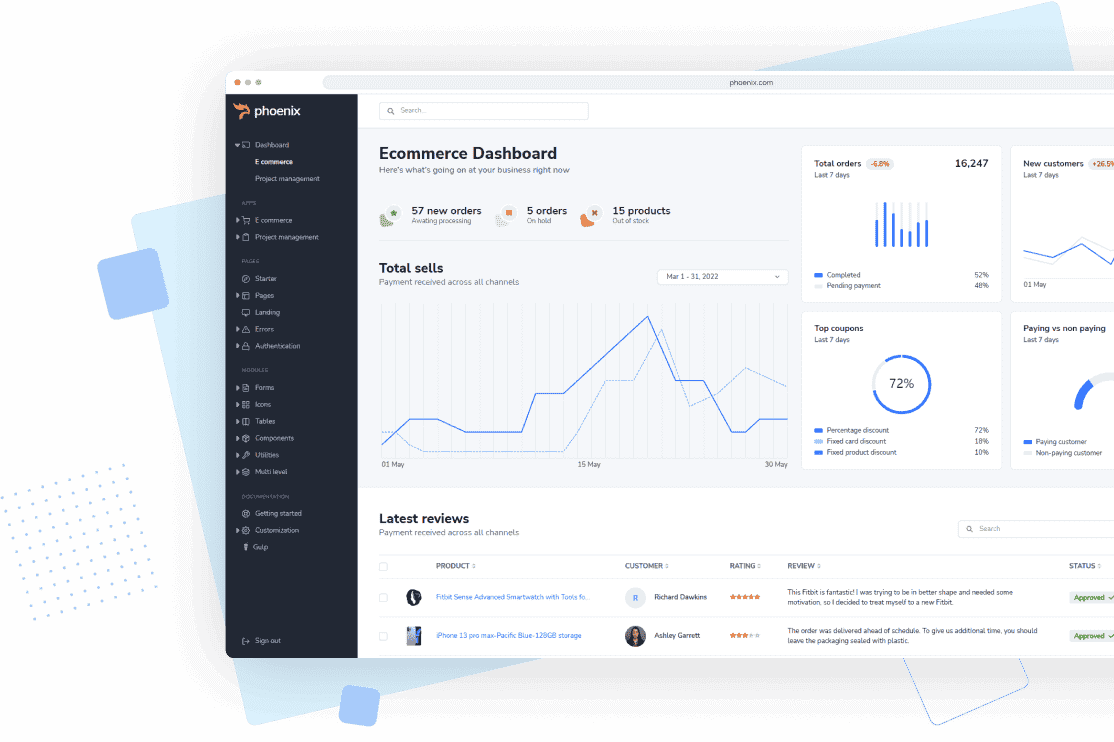 phoenix.com
phoenix
Search...
Dashboard
E commerce
Project management
APPS
E commerce
Project management
PAGES
Starter
Pages
Landing
Errors
Authentication
MODULES
Forms
Icons
Tables
Components
Utilities
Multi level
DOCUMENTATION
Getting started
Customization
Gulp
Sign out
Ecommerce Dashboard
Here's what's going on at your business right now
57 new orders
Awating processing
5 orders
On hold
15 products
Out of stock
Total sells
Payment received across all channels
Mar 1 - 31, 2022
01 May
15 May
30 May
Total orders -6.8% 16,247
Last 7 days
Completed 52%
Pending payment 48%
New customers +26.5%
Last 7 days
01 May
Top coupons
Last 7 days
72%
Percentage discount 72%
Fixed card discount 18%
Fixed product discount 10%
Paying vs non paying
Last 7 days
Paying customer
Non-paying customer
Latest reviews
Payment received across all channels
Search
PRODUCT CUSTOMER RATING REVIEW STATUS
Fitbit Sense Advanced Smartwatch with Tools fo...
R
Richard Dawkins
This Fitbit is fantastic! I was trying to be in better shape and needed some
motivation, so I decided to treat myself to a new Fitbit.
Approved
iPhone 13 pro max-Pacific Blue-128GB storage
Ashley Garrett
The order was delivered ahead of schedule. To give us additional time, you should
leave the packaging sealed with plastic.
Approved